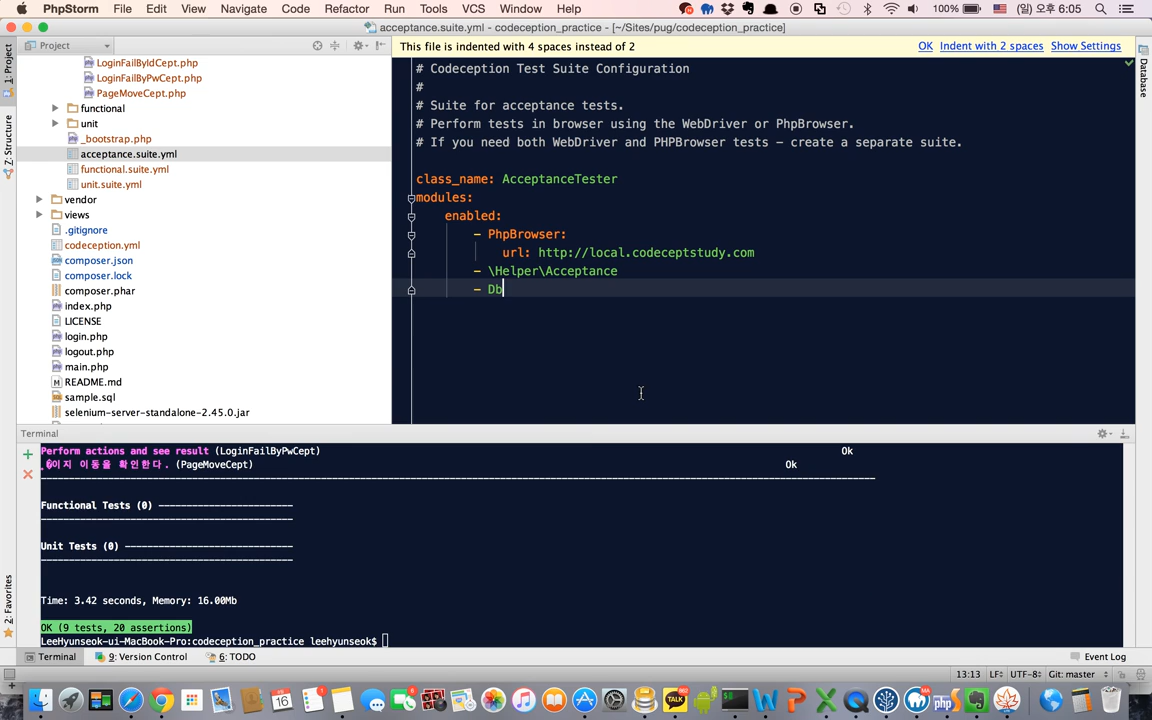 PhpStorm File Edit View Navigate Code Refactor Run Tools VCS Window Help 100% (일) 오후 6:05
acceptance.suite.yml - codeception_practice - [~/Sites/pug/codeception_practice]
1: Project
Z: Structure
2: Favorites
Project
LoginFailByIdCept.php
LoginFailByPwCept.php
PageMoveCept.php
functional
unit
_bootstrap.php
acceptance.suite.yml
functional.suite.yml
unit.suite.yml
vendor
views
.gitignore
codeception.yml
composer.json
composer.lock
composer.phar
index.php
LICENSE
login.php
logout.php
main.php
README.md
sample.sql
selenium-server-standalone-2.45.0.jar
This file is indented with 4 spaces instead of 2 OK Indent with 2 spaces Show Settings
# Codeception Test Suite Configuration
#
# Suite for acceptance tests.
# Perform tests in browser using the WebDriver or PhpBrowser.
# If you need both WebDriver and PHPBrowser tests - create a separate suite.
class_name: AcceptanceTester
modules:
enabled:
- PhpBrowser:
url: http://local.codeceptstudy.com
- \Helper\Acceptance
- Db
Database
Terminal
Perform actions and see result (LoginFailByPwCept) Ok
이지 이동을 확인한다. (PageMoveCept) Ok
Functional Tests (0) ------------------------
Unit Tests (0) ------------------------------
Time: 3.42 seconds, Memory: 16.00Mb
OK (9 tests, 20 assertions)
LeeHyunseok-ui-MacBook-Pro:codeception_practice leehyunseok$
Terminal 9: Version Control 6: TODO Event Log
13:13 LF÷ UTF-8÷ Git: master